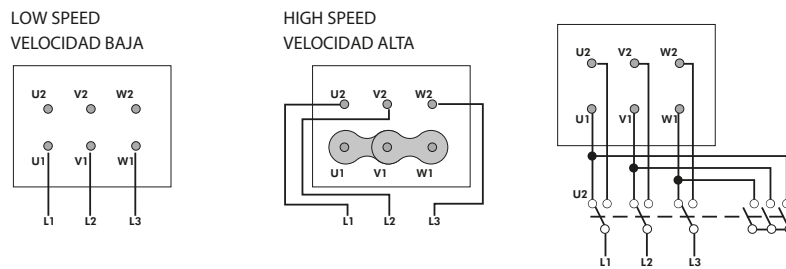 LOW SPEED
VELOCIDAD BAJA
U2 V2 W2
U1 V1 W1
L1 L2 L3
HIGH SPEED
VELOCIDAD ALTA
U2 V2 W2
U1 V1 W1
L1 L2 L3
U2 V2 W2
U1 V1 W1
U2
L1 L2 L3